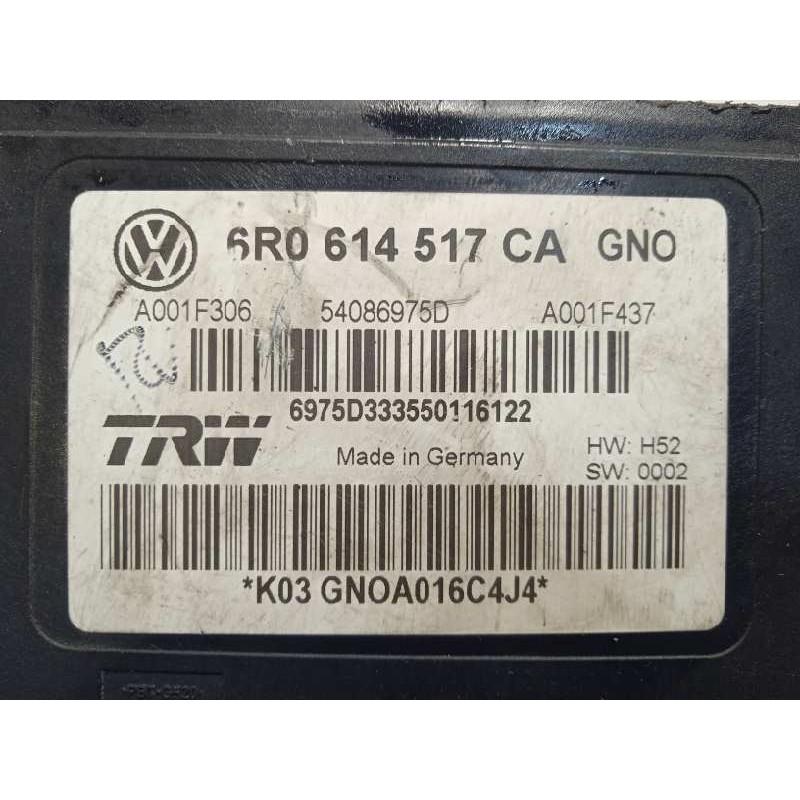 6R0 614 517 CA GNO
A001F306 54086975D A001F437
6975D333550116122
TRW Made in Germany HW: H52
SW: 0002
*K03 GNOA016C4J4*